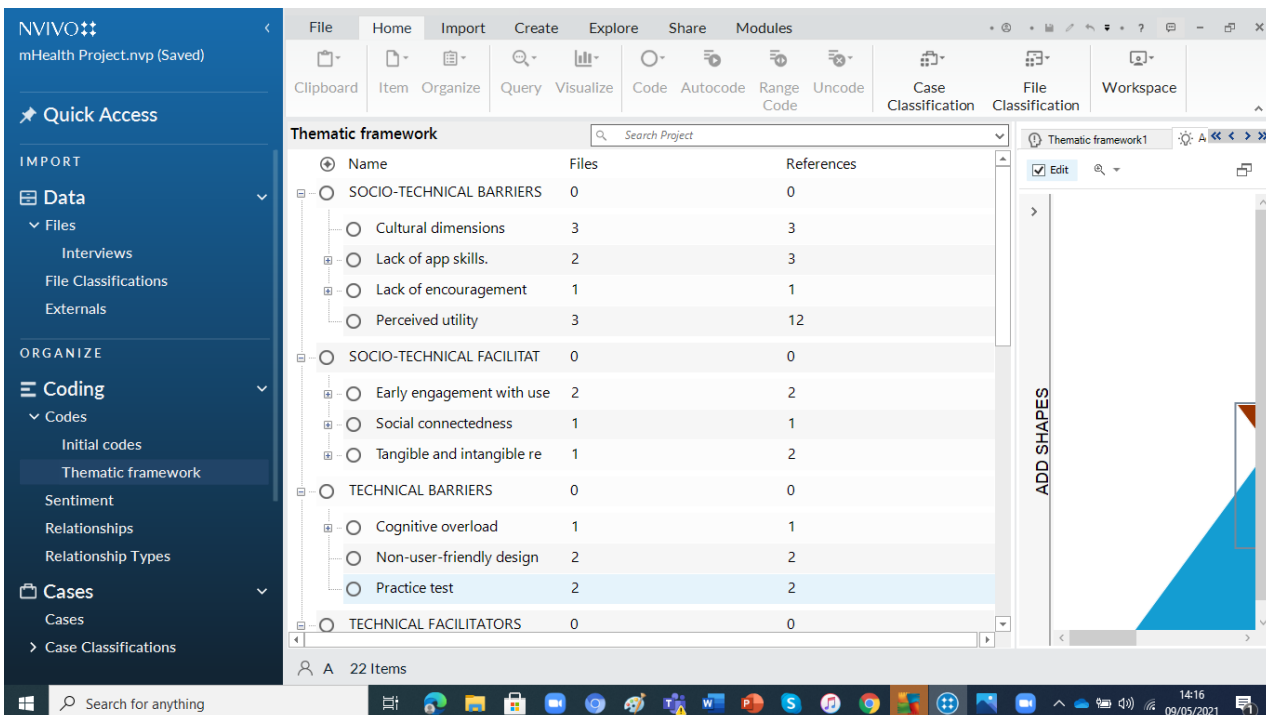 NVIVO
mHealth Project.nvp (Saved)
Quick Access
IMPORT
Data
Files
Interviews
File Classifications
Externals
ORGANIZE
Coding
Codes
Initial codes
Thematic framework
Sentiment
Relationships
Relationship Types
Cases
Cases
Case Classifications
File Home Import Create Explore Share Modules
Clipboard Item Organize Query Visualize Code Autocode Range Code Uncode Case Classification File Classification Workspace
Thematic framework Search Project
Name Files References
SOCIO-TECHNICAL BARRIERS 0 0
Cultural dimensions 3 3
Lack of app skills. 2 3
Lack of encouragement 1 1
Perceived utility 3 12
SOCIO-TECHNICAL FACILITAT 0 0
Early engagement with use 2 2
Social connectedness 1 1
Tangible and intangible re 1 2
TECHNICAL BARRIERS 0 0
Cognitive overload 1 1
Non-user-friendly design 2 2
Practice test 2 2
TECHNICAL FACILITATORS 0 0
Thematic framework1 A
Edit
ADD SHAPES
A 22 Items
Search for anything
14:16
09/05/2021